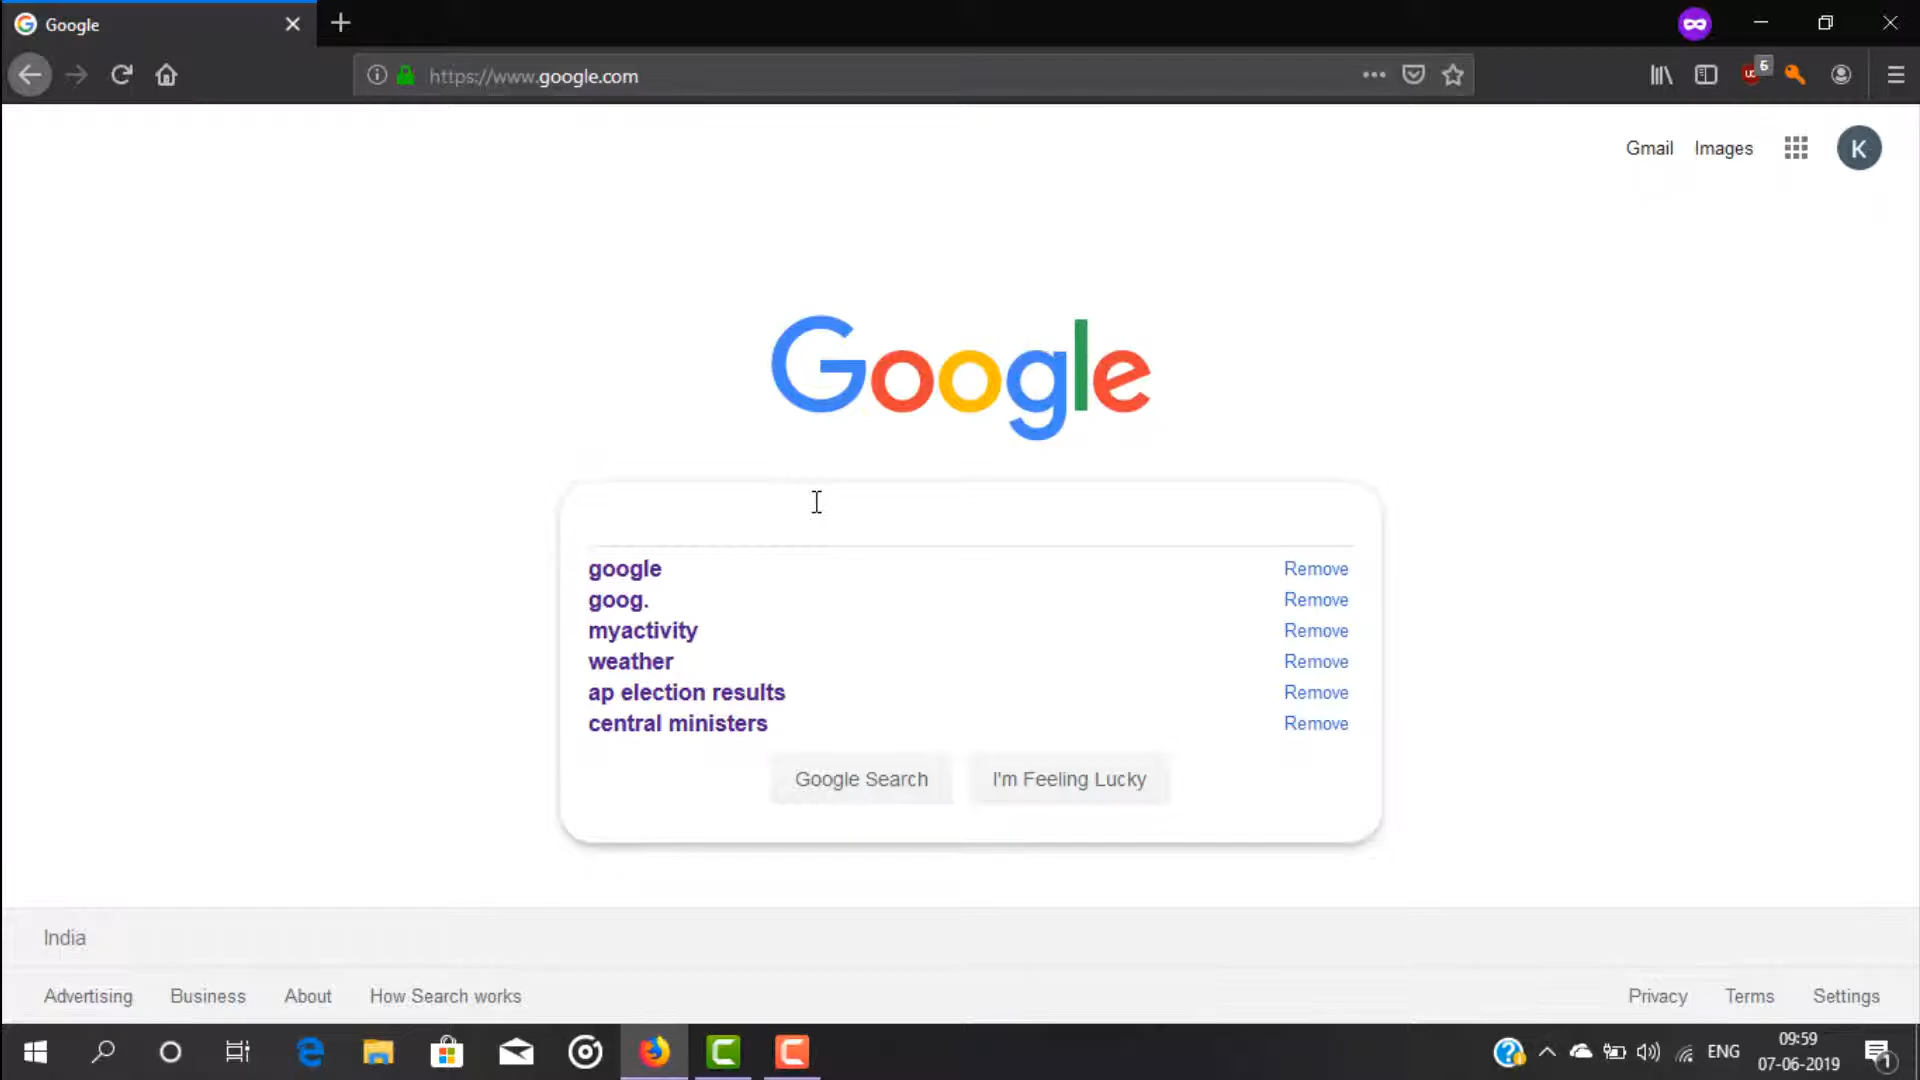 Google
https://www.google.com
6
Gmail Images K
Google
google Remove
goog. Remove
myactivity Remove
weather Remove
ap election results Remove
central ministers Remove
Google Search I'm Feeling Lucky
India
Advertising Business About How Search works Privacy Terms Settings
ENG 09:59
07-06-2019
1